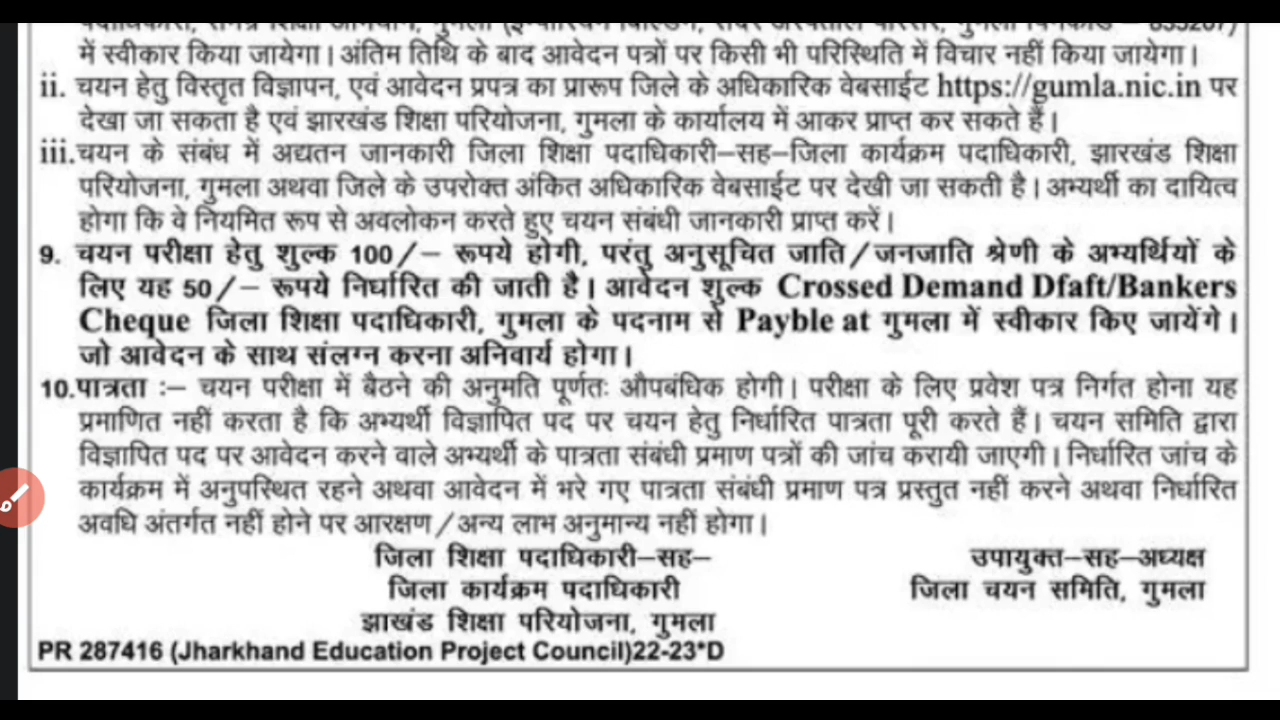 में स्वीकार किया जायेगा। अंतिम तिथि के बाद आवेदन पत्रों पर किसी भी परिस्थिति में विचार नहीं किया जायेगा।
ii. चयन हेतु विस्तृत विज्ञापन, एवं आवेदन प्रपत्र का प्रारूप जिले के अधिकारिक वेबसाईट https://gumla.nic.in पर
देखा जा सकता है एवं झारखंड शिक्षा परियोजना, गुमला के कार्यालय में आकर प्राप्त कर सकते हैं।
iii. चयन के संबंध में अद्यतन जानकारी जिला शिक्षा पदाधिकारी–सह–जिला कार्यक्रम पदाधिकारी, झारखंड शिक्षा
परियोजना, गुमला अथवा जिले के उपरोक्त अंकित अधिकारिक वेबसाईट पर देखी जा सकती है। अभ्यर्थी का दायित्व
होगा कि वे नियमित रूप से अवलोकन करते हुए चयन संबंधी जानकारी प्राप्त करें।
9. चयन परीक्षा हेतु शुल्क 100/– रूपये होगी, परंतु अनुसूचित जाति/जनजाति श्रेणी के अभ्यर्थियों के
लिए यह 50/– रूपये निर्धारित की जाती है। आवेदन शुल्क Crossed Demand Dfaft/Bankers
Cheque जिला शिक्षा पदाधिकारी, गुमला के पदनाम से Payble at गुमला में स्वीकार किए जायेंगे।
जो आवेदन के साथ संलग्न करना अनिवार्य होगा।
10. पात्रता :– चयन परीक्षा में बैठने की अनुमति पूर्णतः औपबंधिक होगी। परीक्षा के लिए प्रवेश पत्र निर्गत होना यह
प्रमाणित नहीं करता है कि अभ्यर्थी विज्ञापित पद पर चयन हेतु निर्धारित पात्रता पूरी करते हैं। चयन समिति द्वारा
विज्ञापित पद पर आवेदन करने वाले अभ्यर्थी के पात्रता संबंधी प्रमाण पत्रों की जांच करायी जाएगी। निर्धारित जांच के
कार्यक्रम में अनुपस्थित रहने अथवा आवेदन में भरे गए पात्रता संबंधी प्रमाण पत्र प्रस्तुत नहीं करने अथवा निर्धारित
अवधि अंतर्गत नहीं होने पर आरक्षण/अन्य लाभ अनुमान्य नहीं होगा।
जिला शिक्षा पदाधिकारी–सह– उपायुक्त–सह–अध्यक्ष
जिला कार्यक्रम पदाधिकारी जिला चयन समिति, गुमला
झाखंड शिक्षा परियोजना, गुमला
PR 287416 (Jharkhand Education Project Council)22-23*D